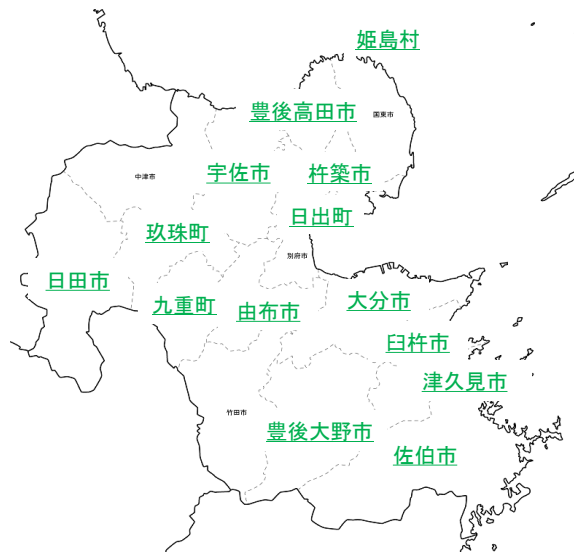 姫島村
豊後高田市
国東市
中津市
宇佐市
杵築市
日出町
玖珠町
別府市
日田市
九重町
由布市
大分市
臼杵市
津久見市
竹田市
豊後大野市
佐伯市